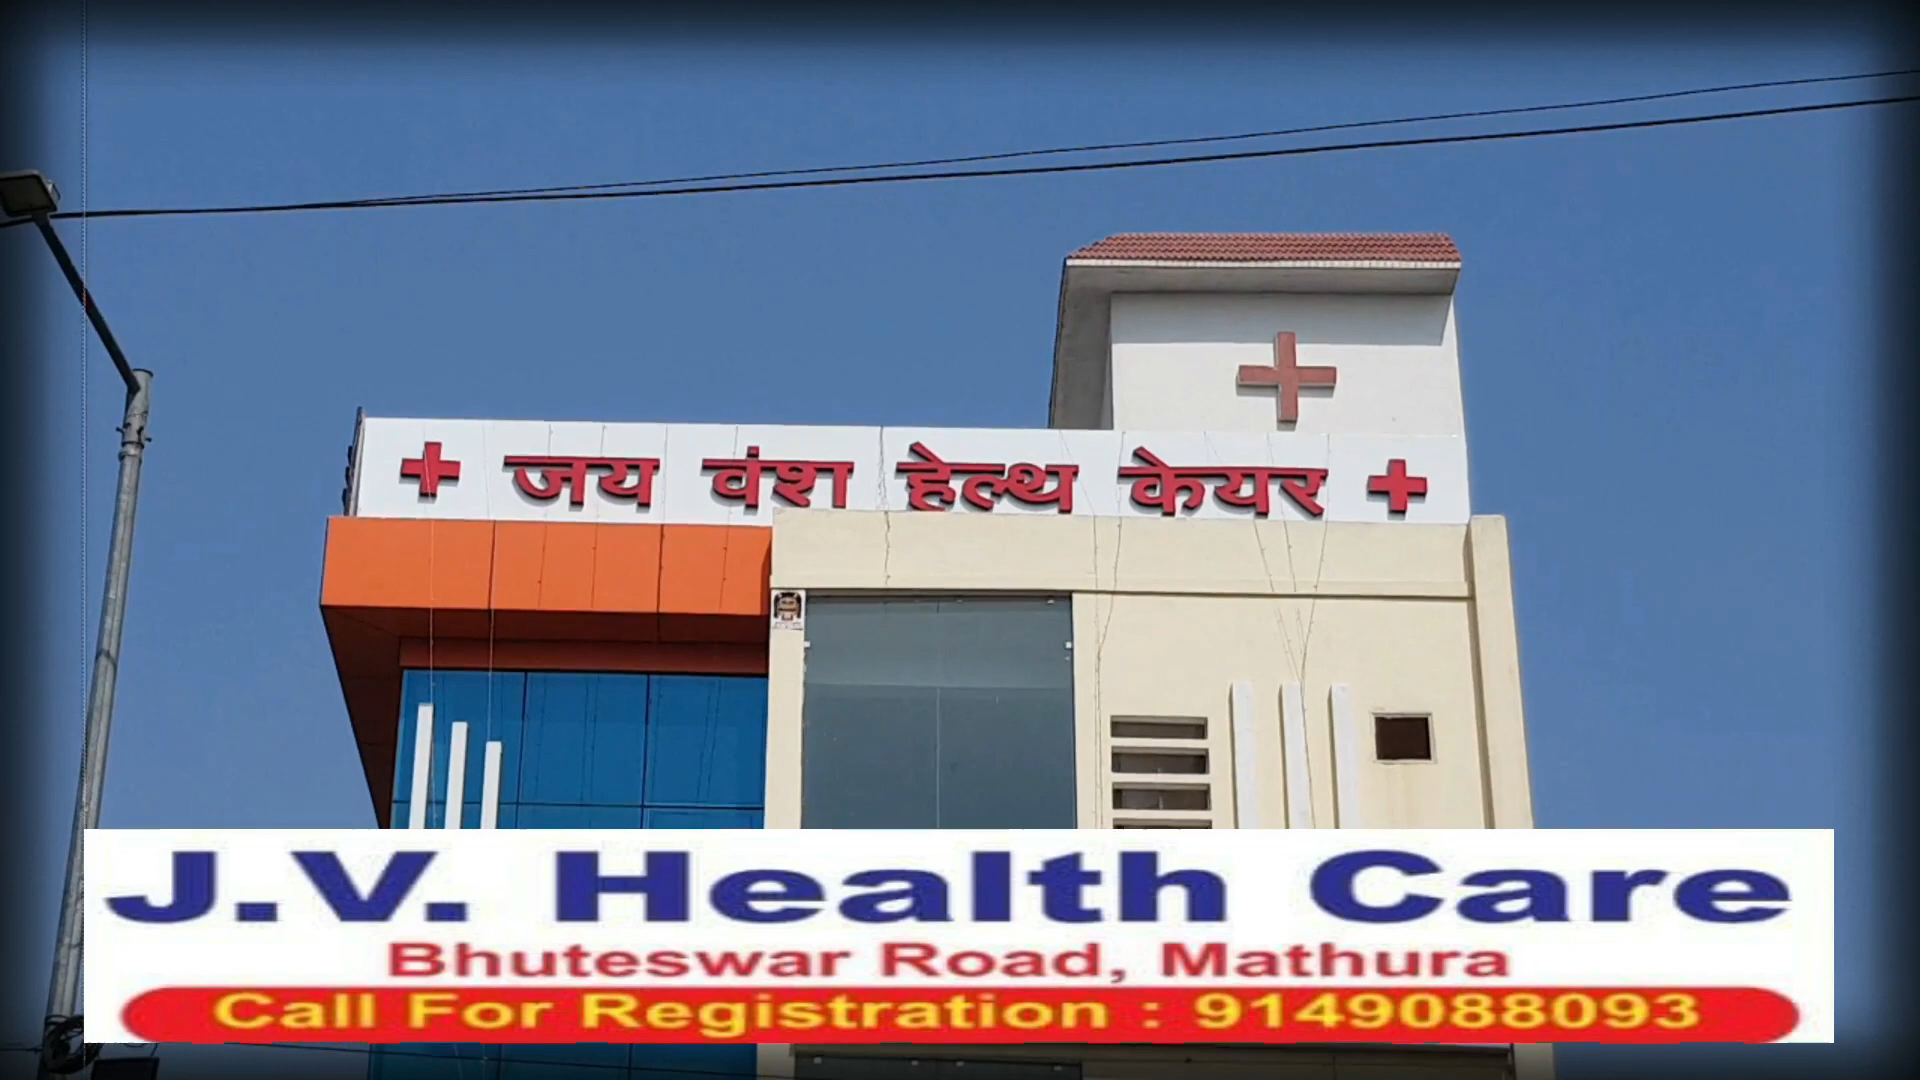 + जय वंश हेल्थ केयर +
J.V. Health Care
Bhuteswar Road, Mathura
Call For Registration : 9149088093